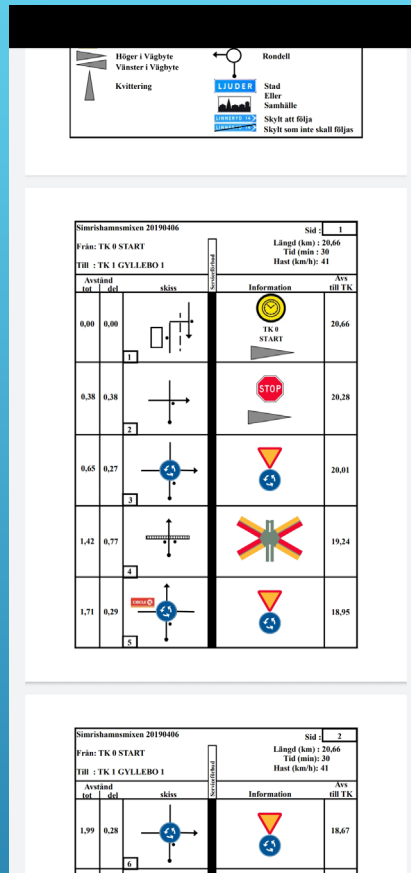 Höger i Vägbyte
Vänster i Vägbyte
Kvittering
Rondell
LJUDER
Stad
Eller
Samhälle
Skylt att följa
Skylt som inte skall följas
Simrishamnsmixen 20190406
Sid : 1
Från: TK 0 START
Till : TK 1 GYLLEBO 1
Serviceförbud
Längd (km) : 20,66
Tid (min : 30
Hast (km/h): 41
Avstånd
tot del
skiss
Information
Avs
till TK
0,00 0,00
1
TK 0
START
20,66
0,38 0,38
2
STOP
20,28
0,65 0,27
3
20,01
1,42 0,77
4
19,24
1,71 0,29
5
18,95
Simrishamnsmixen 20190406
Sid : 2
Från: TK 0 START
Till : TK 1 GYLLEBO 1
Serviceförbud
Längd (km) : 20,66
Tid (min): 30
Hast (km/h): 41
Avstånd
tot del
skiss
Information
Avs
till TK
1,99 0,28
6
18,67